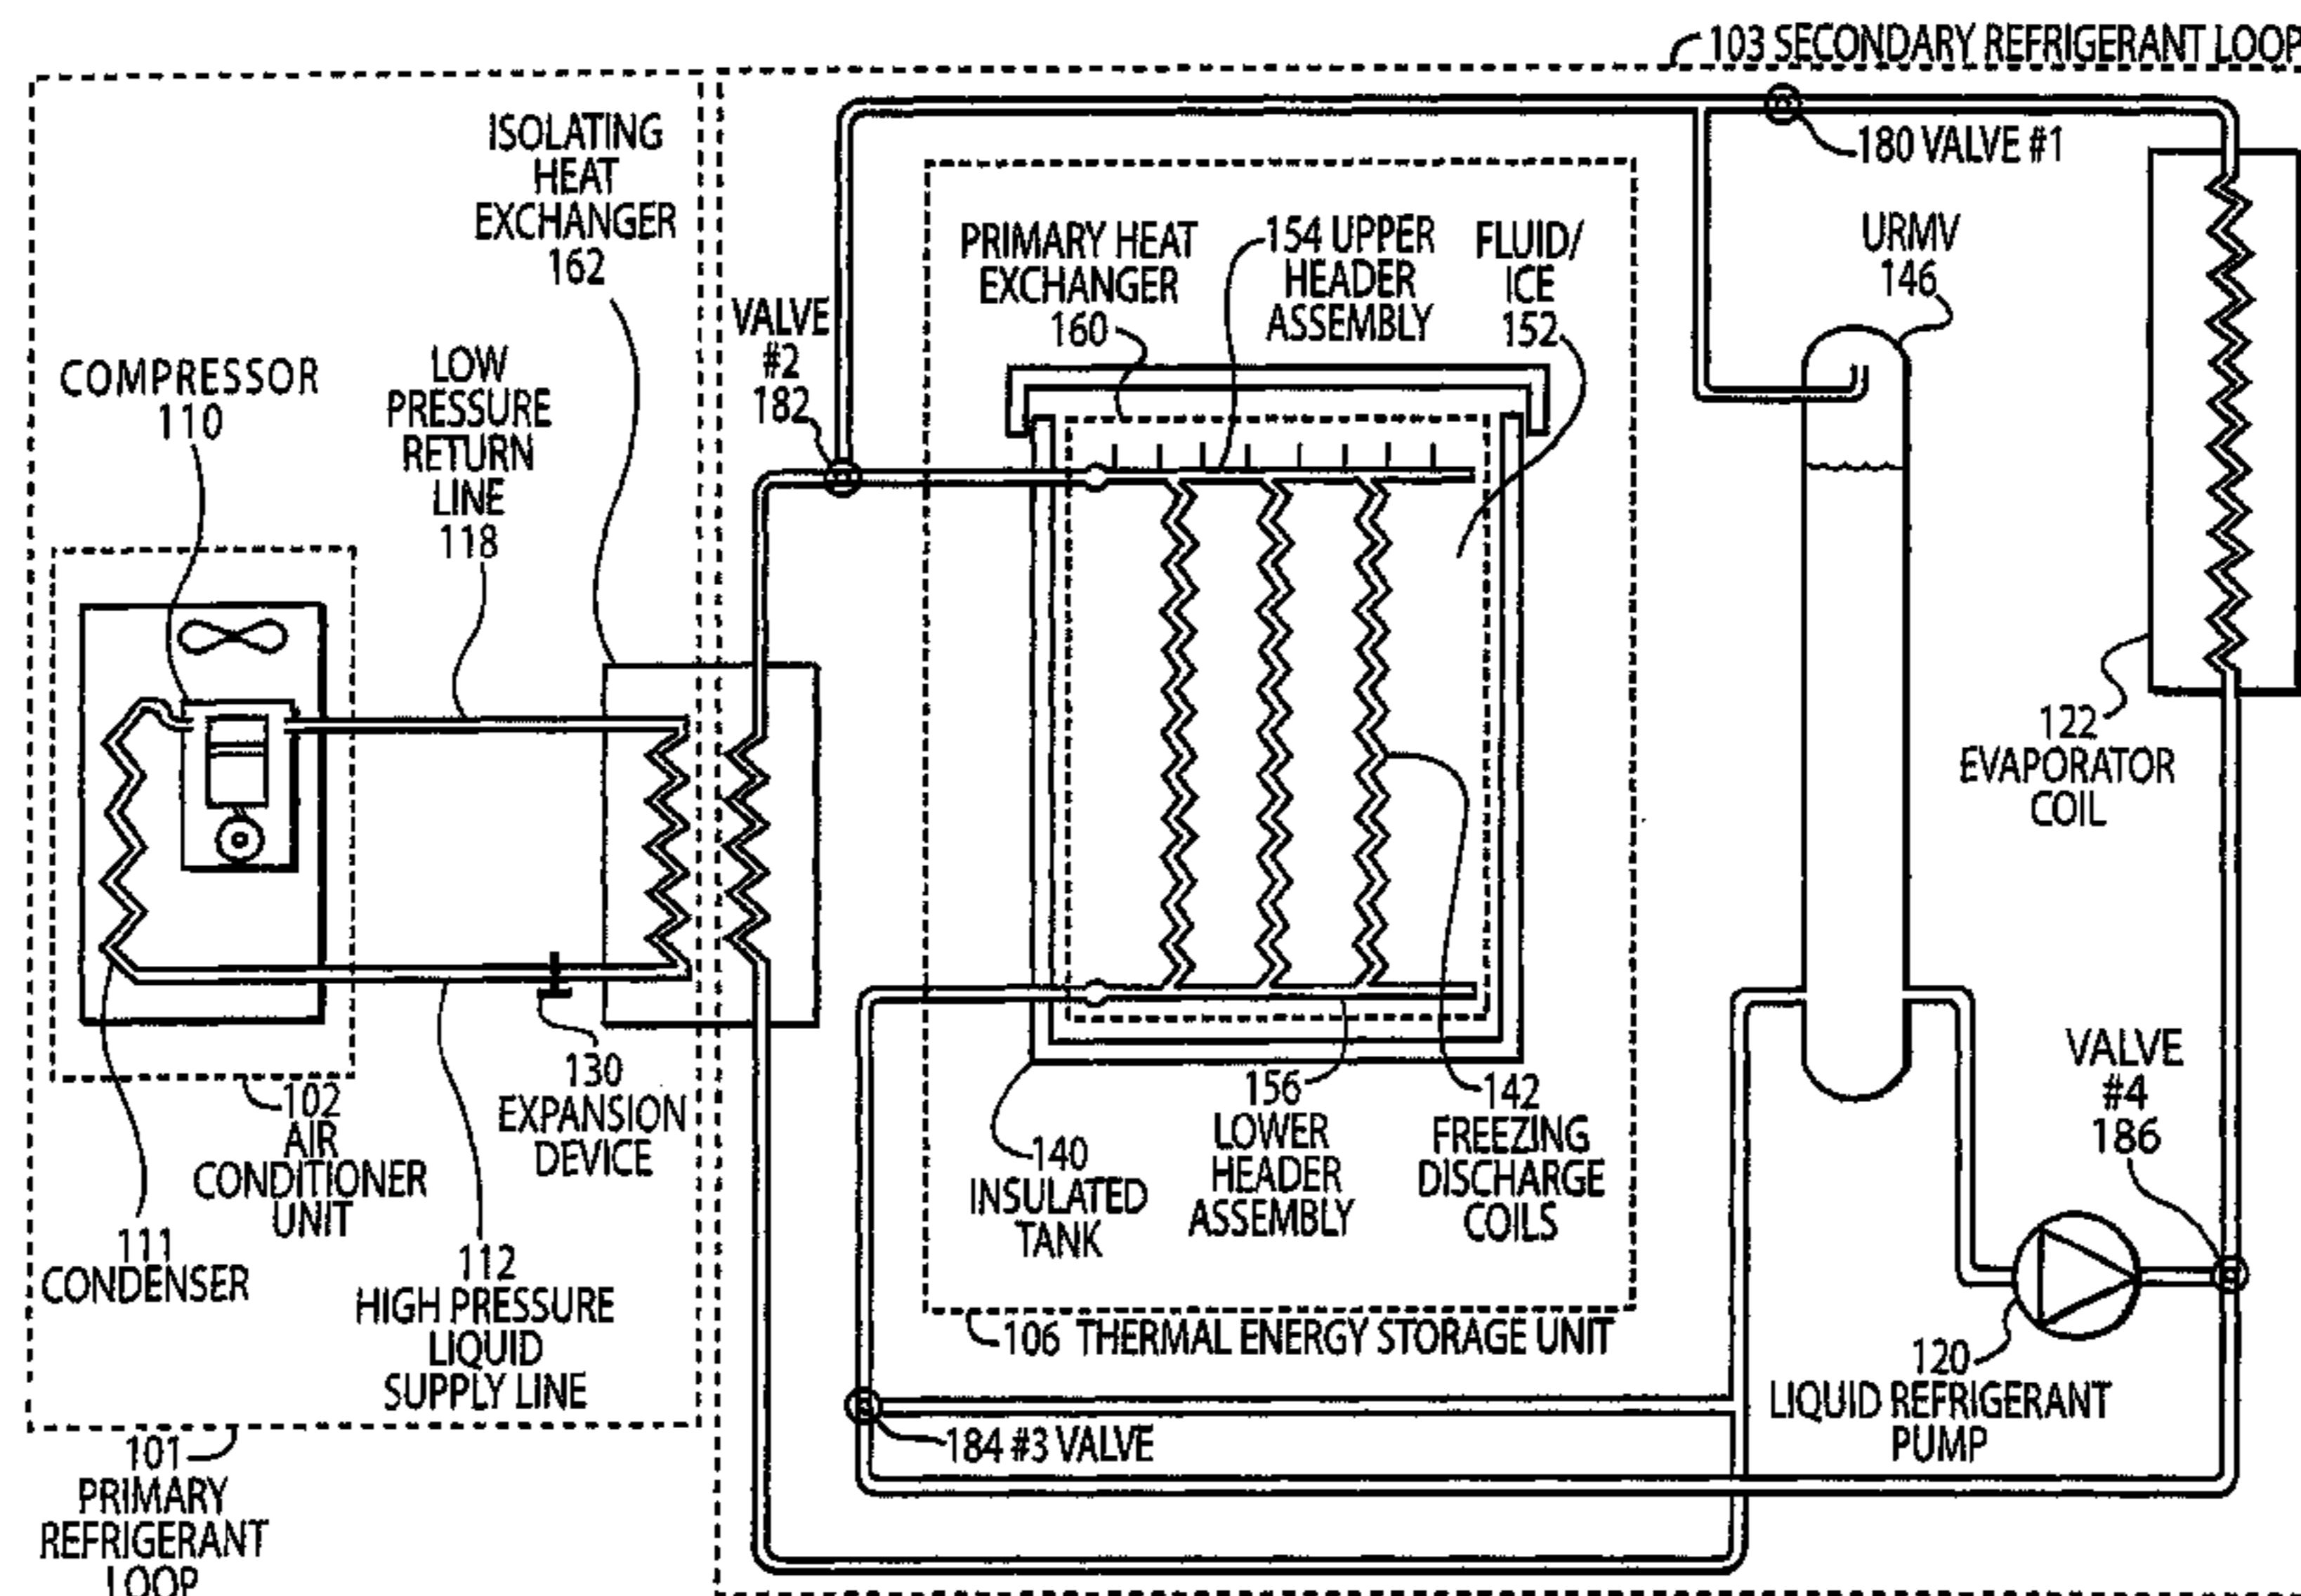 103 SECONDARY REFRIGERANT LOOP
ISOLATING
HEAT
EXCHANGER
162
180 VALVE #1
PRIMARY HEAT
EXCHANGER
160
154 UPPER
HEADER
ASSEMBLY
FLUID/
ICE
152
URMV
146
VALVE
#2
182
COMPRESSOR
110
LOW
PRESSURE
RETURN
LINE
118
122
EVAPORATOR
COIL
VALVE
#4
186
130
EXPANSION
DEVICE
102
AIR
CONDITIONER
UNIT
140
INSULATED
TANK
156
LOWER
HEADER
ASSEMBLY
142
FREEZING
DISCHARGE
COILS
111
CONDENSER
112
HIGH PRESSURE
LIQUID
SUPPLY LINE
106 THERMAL ENERGY STORAGE UNIT
120
LIQUID REFRIGERANT
PUMP
184 #3 VALVE
101
PRIMARY
REFRIGERANT
LOOP